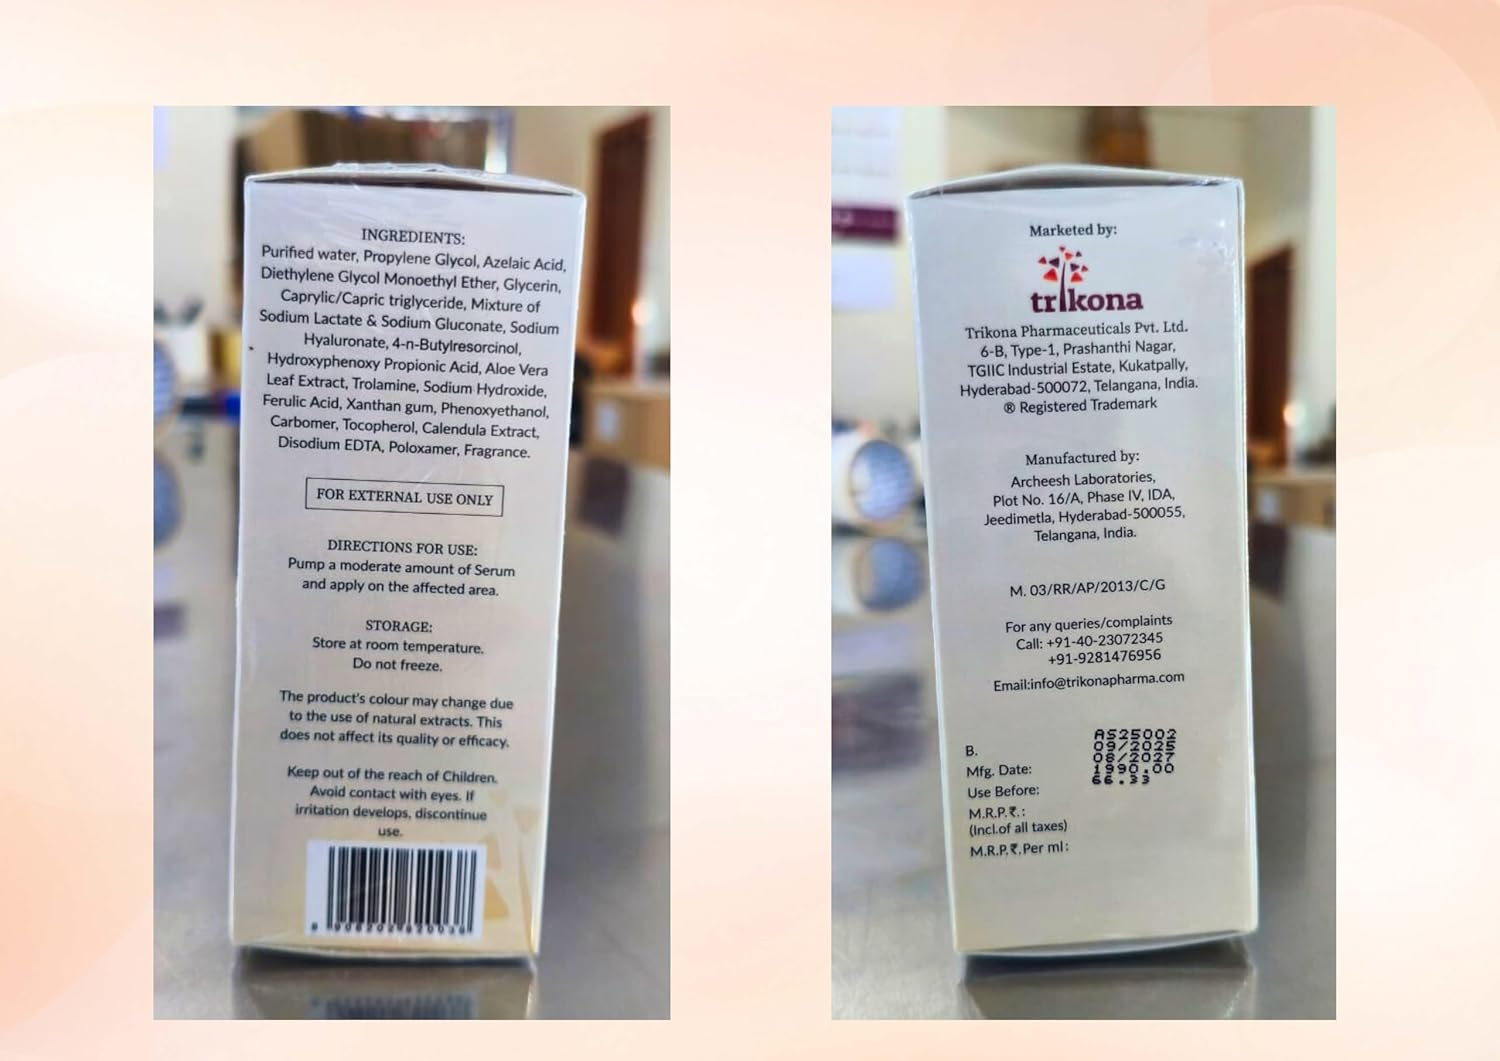 INGREDIENTS:
Purified water, Propylene Glycol, Azelaic Acid,
Diethylene Glycol Monoethyl Ether, Glycerin,
Caprylic/Capric triglyceride, Mixture of
Sodium Lactate & Sodium Gluconate, Sodium
Hyaluronate, 4-n-Butylresorcinol,
Hydroxyphenoxy Propionic Acid, Aloe Vera
Leaf Extract, Trolamine, Sodium Hydroxide,
Ferulic Acid, Xanthan gum, Phenoxyethanol,
Carbomer, Tocopherol, Calendula Extract,
Disodium EDTA, Poloxamer, Fragrance.
FOR EXTERNAL USE ONLY
DIRECTIONS FOR USE:
Pump a moderate amount of Serum
and apply on the affected area.
STORAGE:
Store at room temperature.
Do not freeze.
The product's colour may change due
to the use of natural extracts. This
does not affect its quality or efficacy.
Keep out of the reach of Children.
Avoid contact with eyes. If
irritation develops, discontinue
use.
Marketed by:
trikona
Trikona Pharmaceuticals Pvt. Ltd.
6-B, Type-1, Prashanthi Nagar,
TGIIC Industrial Estate, Kukatpally,
Hyderabad-500072, Telangana, India.
® Registered Trademark
Manufactured by:
Archeesh Laboratories,
Plot No. 16/A, Phase IV, IDA,
Jeedimetla, Hyderabad-500055,
Telangana, India.
M. 03/RR/AP/2013/C/G
For any queries/complaints
Call: +91-40-23072345
+91-9281476956
Email:info@trikonapharma.com
AS25002
09/2025
08/2027
1990.00
66.33
B.
Mfg. Date:
Use Before:
M.R.P.₹.:
(Incl.of all taxes)
M.R.P.₹.Per ml: